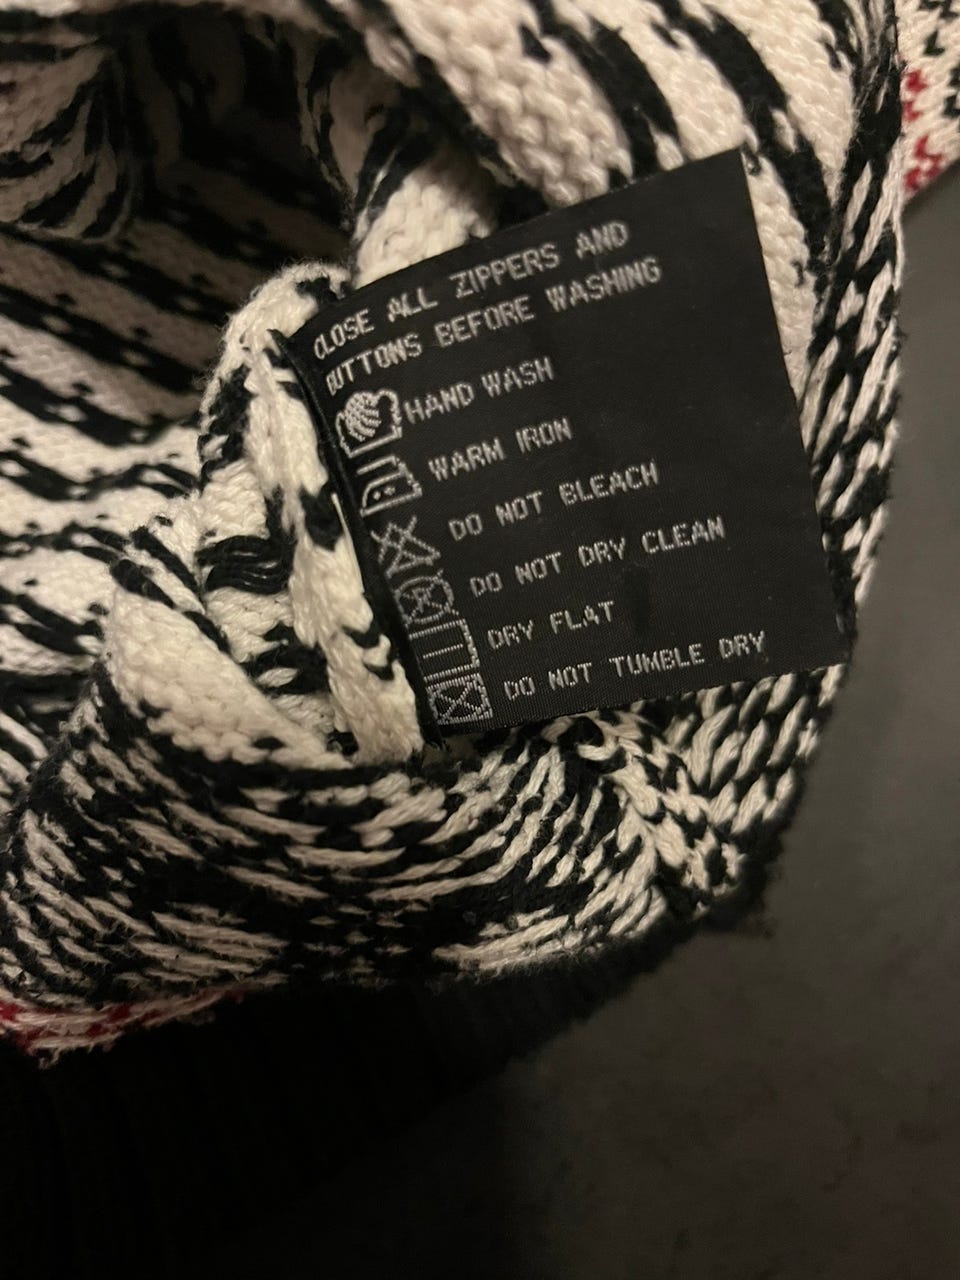 CLOSE ALL ZIPPERS AND
BUTTONS BEFORE WASHING
HAND WASH
WARM IRON
DO NOT BLEACH
DO NOT DRY CLEAN
DRY FLAT
DO NOT TUMBLE DRY